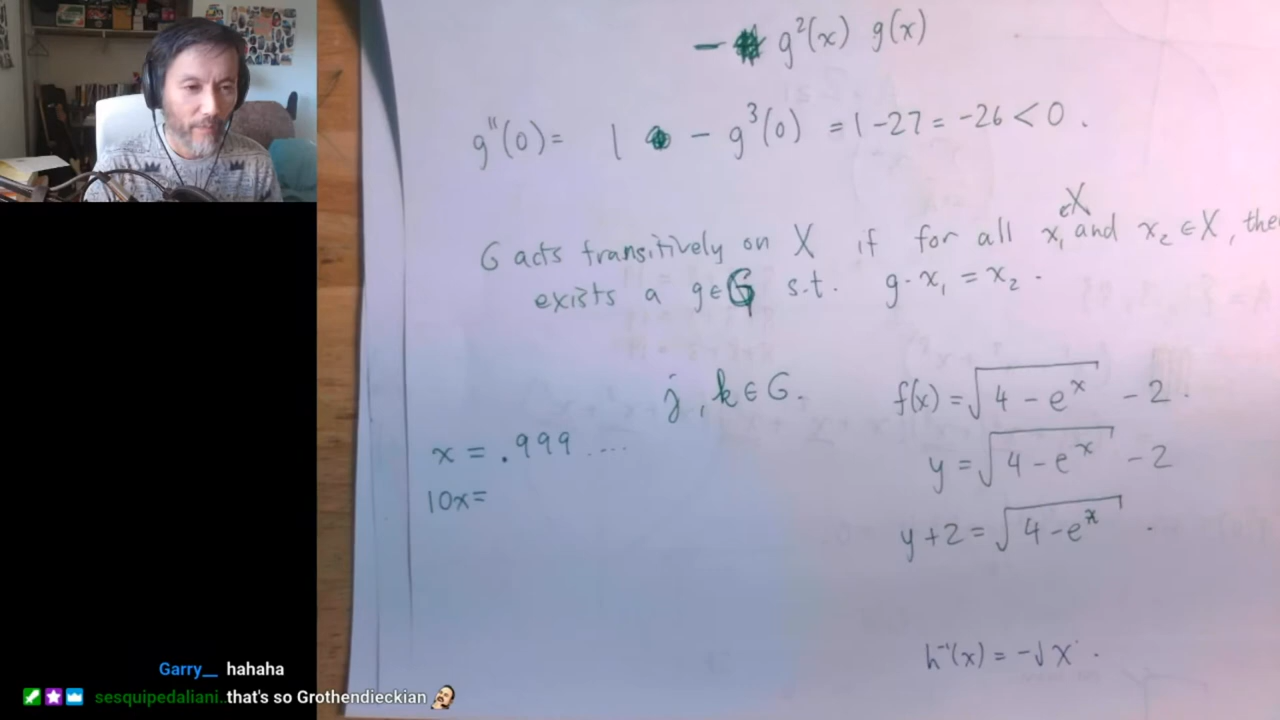 - g²(x) g(x)
g''(0) = 1 - g³(0) = 1 - 27 = -26 < 0 .
∈X
G acts transitively on X if for all x₁ and x₂ ∈ X, the
exists a g ∈ G s.t. g · x₁ = x₂ .
j, k ∈ G.
f(x) = √(4 - eˣ) - 2 .
x = .999 ....
y = √(4 - eˣ) - 2
10x =
y + 2 = √(4 - eˣ) .
h⁻¹(x) = -√x .
Garry__ hahaha
sesquipedaliani.. that's so Grothendieckian